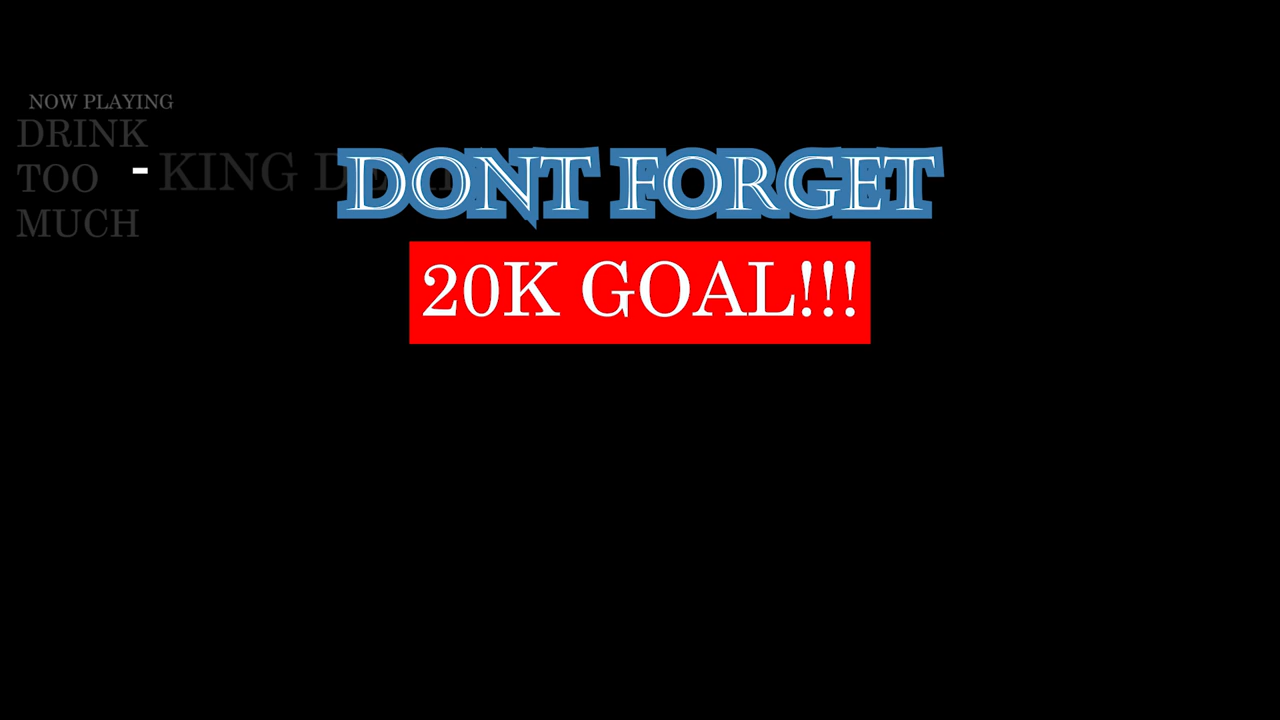 NOW PLAYING
DRINK
TOO
MUCH
- KING
DONT FORGET
20K GOAL!!!